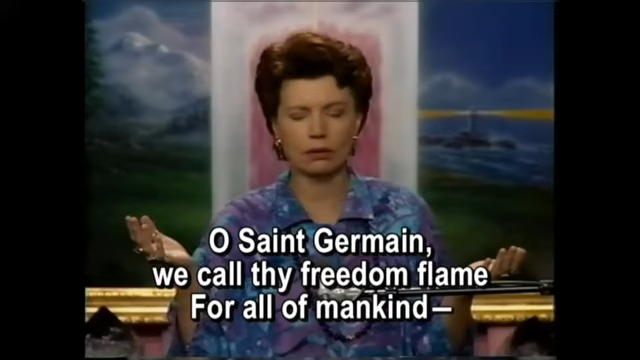 O Saint Germain,
we call thy freedom flame
For all of mankind—